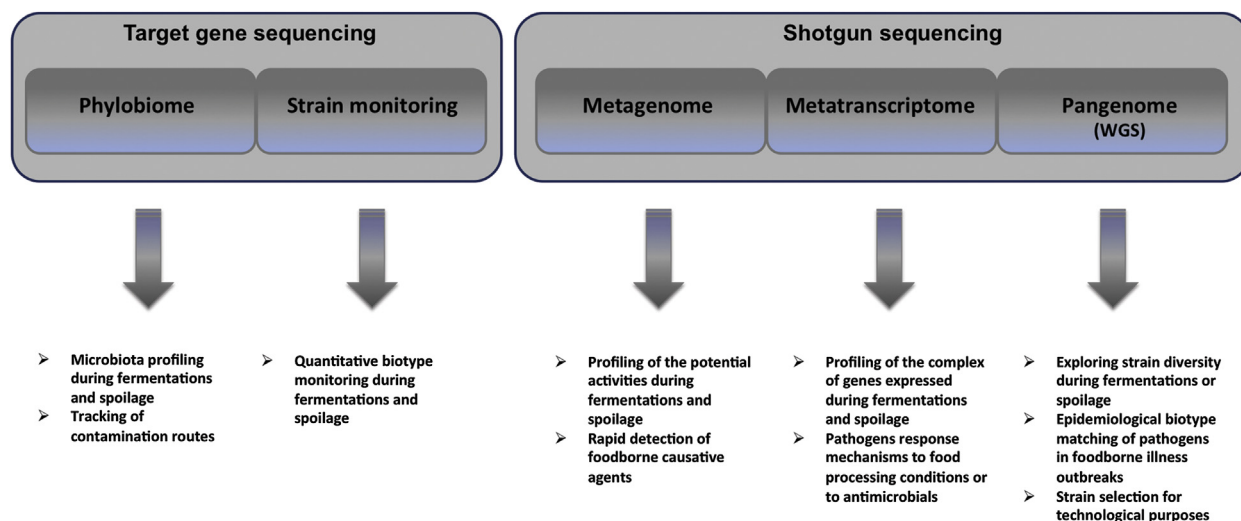 Target gene sequencing
Phylobiome
Strain monitoring
Shotgun sequencing
Metagenome
Metatranscriptome
Pangenome
(WGS)
➢ Microbiota profiling
during fermentations
and spoilage
➢ Tracking of
contamination routes
➢ Quantitative biotype
monitoring during
fermentations and
spoilage
➢ Profiling of the potential
activities during
fermentations and
spoilage
➢ Rapid detection of
foodborne causative
agents
➢ Profiling of the complex
of genes expressed
during fermentations
and spoilage
➢ Pathogens response
mechanisms to food
processing conditions or
to antimicrobials
➢ Exploring strain diversity
during fermentations or
spoilage
➢ Epidemiological biotype
matching of pathogens
in foodborne illness
outbreaks
➢ Strain selection for
technological purposes